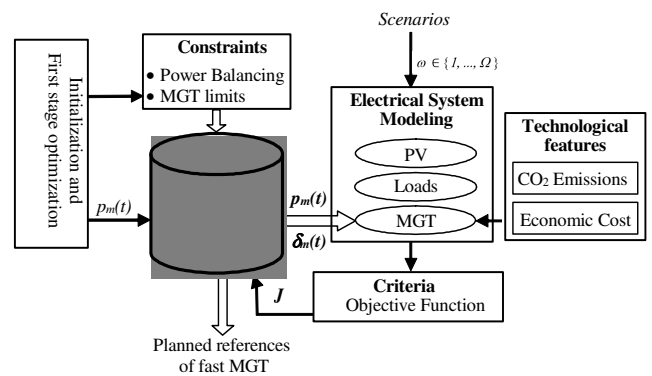 Scenarios
ω ∈ {1, ..., Ω}
Initialization and
First stage optimization
Constraints
• Power Balancing
• MGT limits
Electrical System
Modeling
PV
Loads
MGT
Technological
features
CO₂ Emissions
Economic Cost
pₘ(t)
pₘ(t)
δₘ(t)
Criteria
Objective Function
J
Planned references
of fast MGT